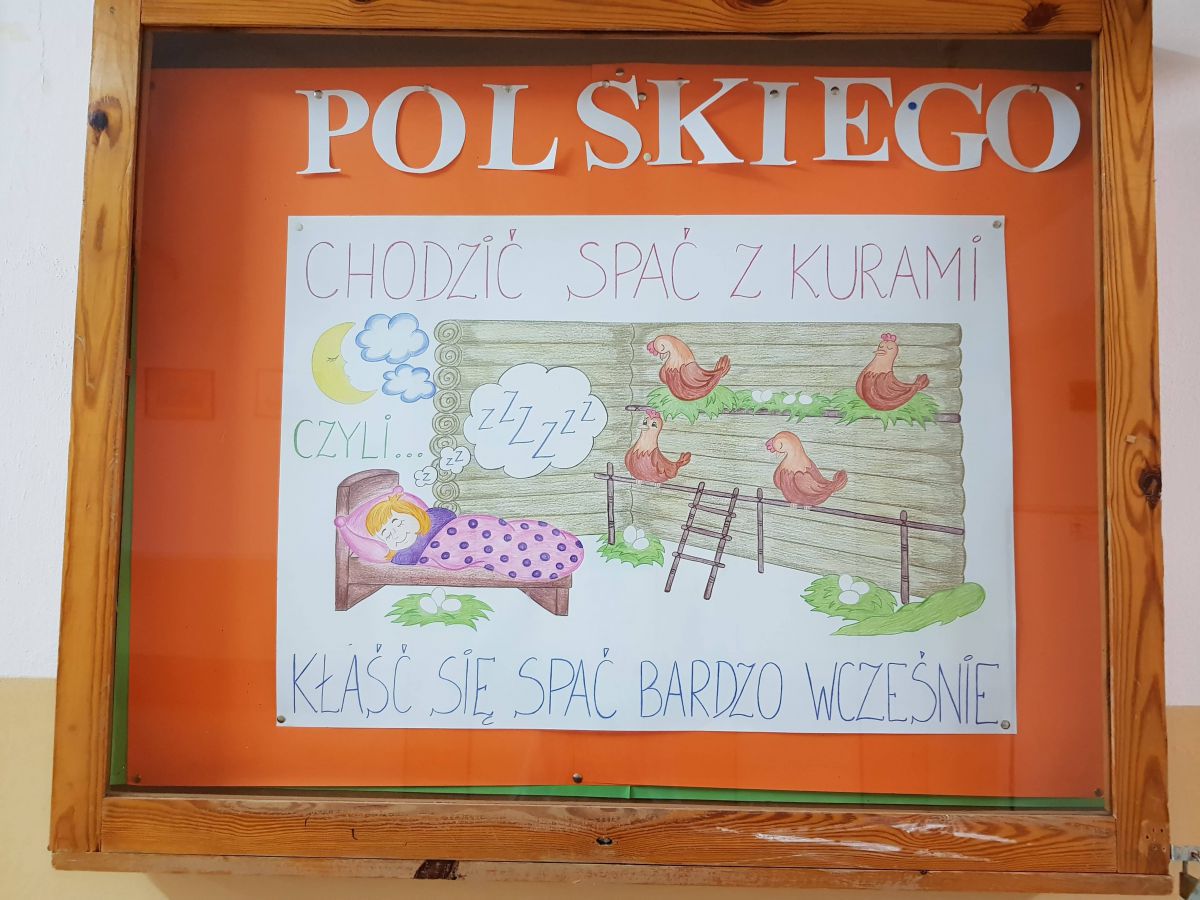 POLSKIEGO
CHODZIĆ SPAĆ Z KURAMI
zZZZZZZ
ZZ
Z
CZYLI...
KŁAŚĆ SIĘ SPAĆ BARDZO WCZEŚNIE